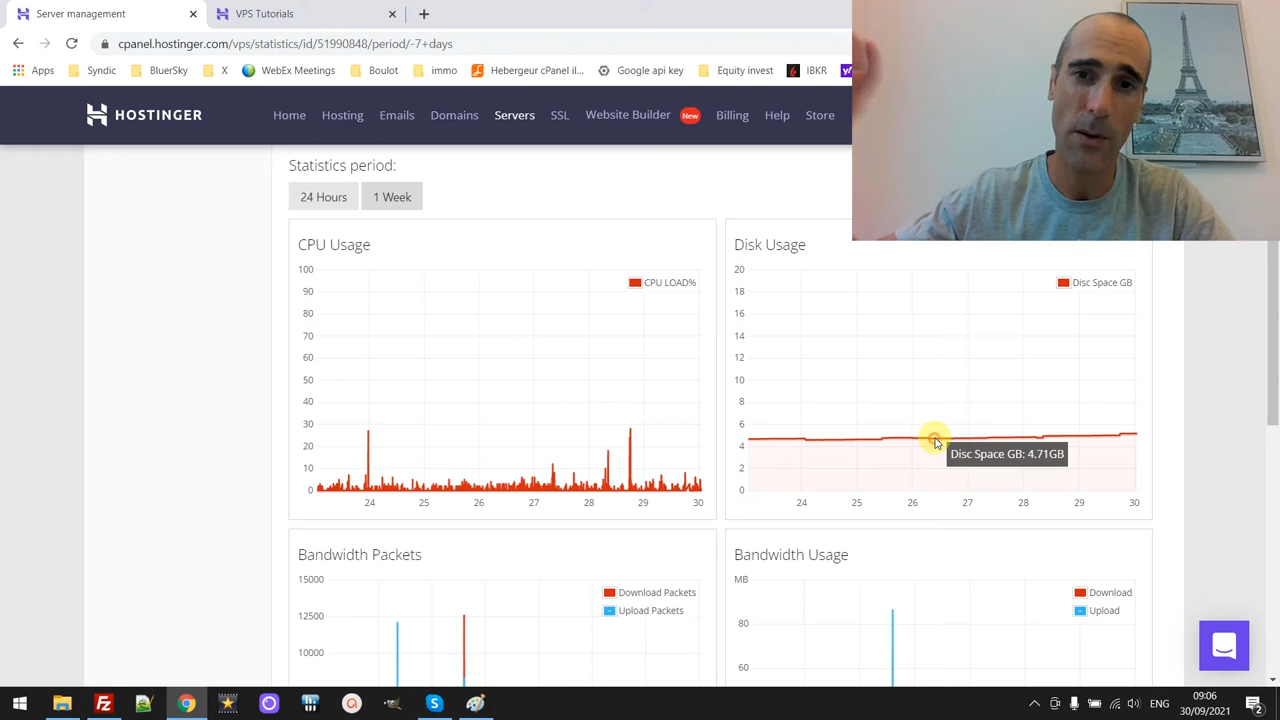 Server management
VPS Tutorials
cpanel.hostinger.com/vps/statistics/id/51990848/period/-7+days
Apps Syndic BluerSky X WebEx Meetings Boulot immo Hebergeur cPanel il... Google api key Equity invest IBKR
HOSTINGER
Home Hosting Emails Domains Servers SSL Website Builder New Billing Help Store
Statistics period:
24 Hours 1 Week
CPU Usage
100
90
80
70
60
50
40
30
20
10
0
CPU LOAD%
24 25 26 27 28 29 30
Disk Usage
20
18
16
14
12
10
8
6
4
2
0
Disc Space GB
Disc Space GB: 4.71GB
24 25 26 27 28 29 30
Bandwidth Packets
15000
12500
10000
Download Packets
Upload Packets
Bandwidth Usage
MB
80
60
Download
Upload
ENG
09:06
30/09/2021
2